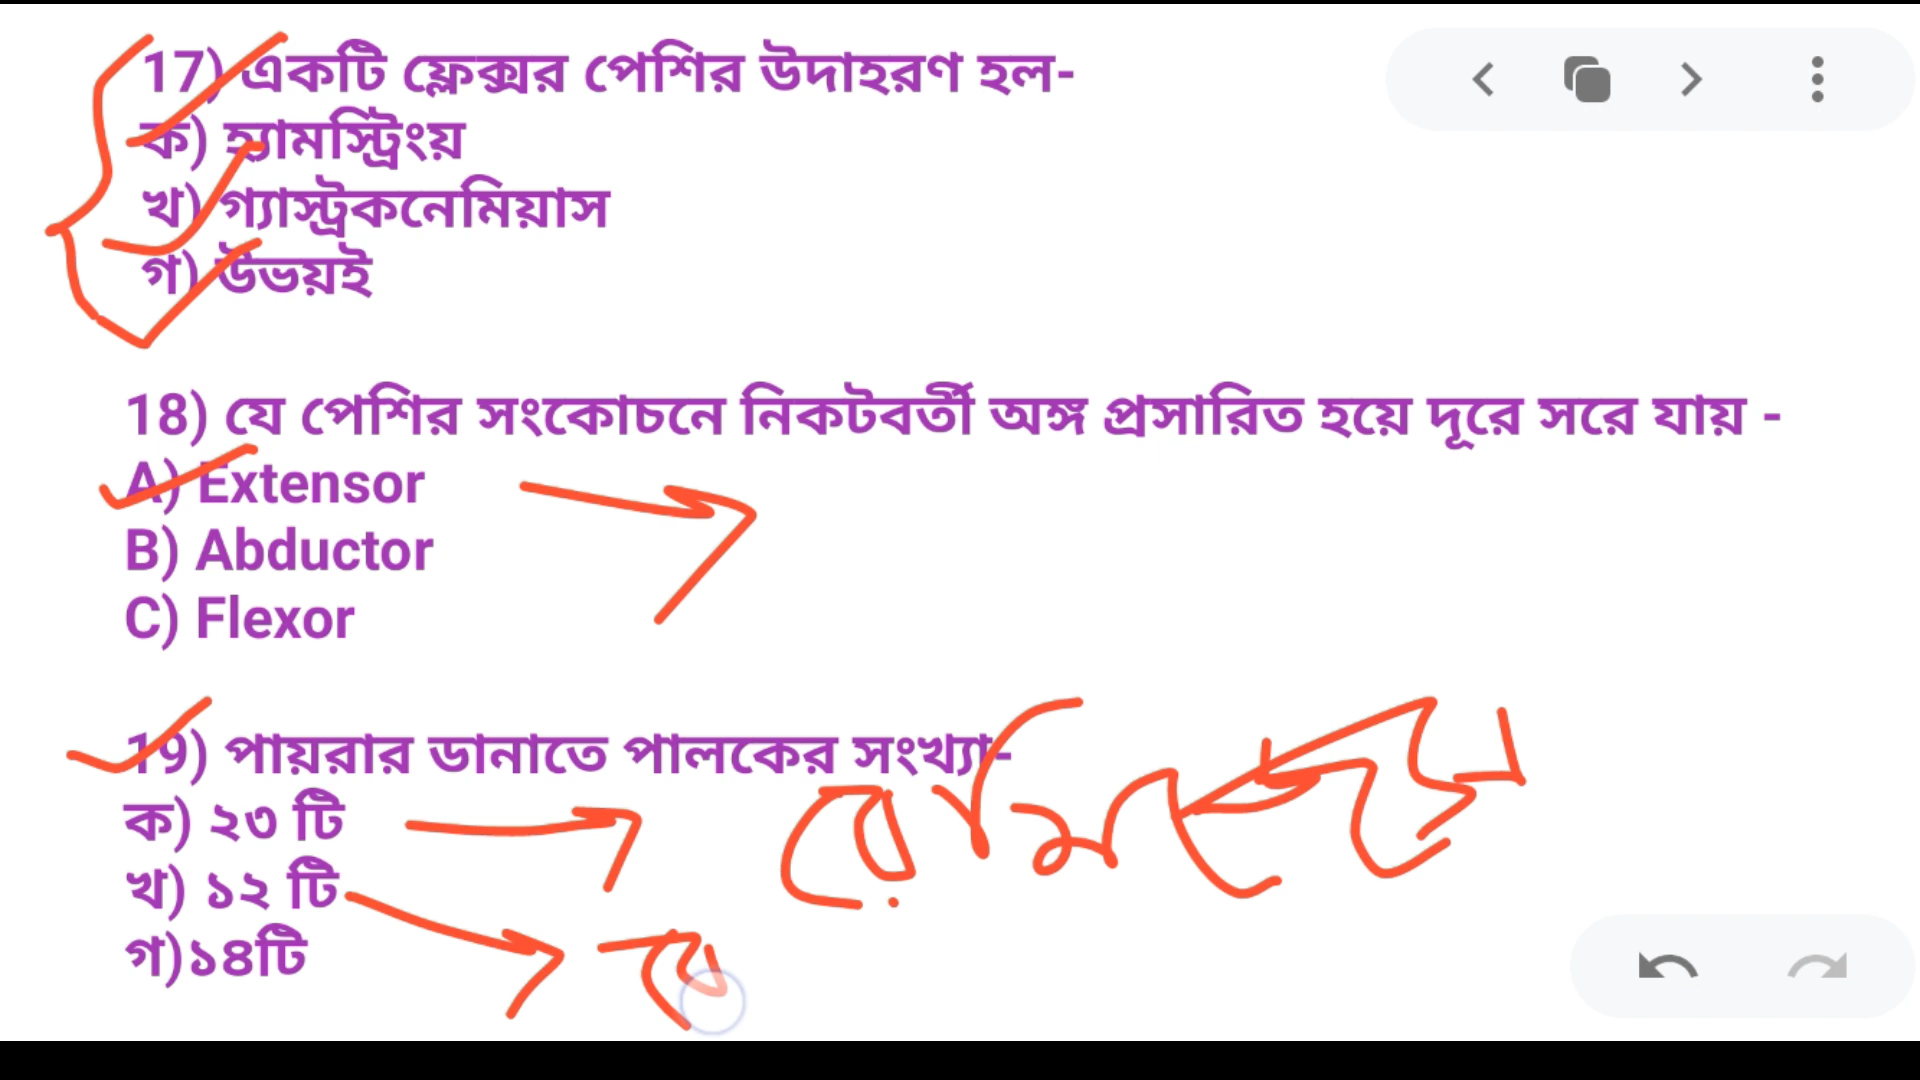 17) একটি ফ্লেক্সর পেশির উদাহরণ হল-
ক) হ্যামস্ট্রিংয়
খ) গ্যাস্ট্রকনেমিয়াস
গ) উভয়ই
18) যে পেশির সংকোচনে নিকটবর্তী অঙ্গ প্রসারিত হয়ে দূরে সরে যায় -
A) Extensor
B) Abductor
C) Flexor
19) পায়রার ডানাতে পালকের সংখ্যা-
ক) ২৩ টি
খ) ১২ টি
গ)১৪টি